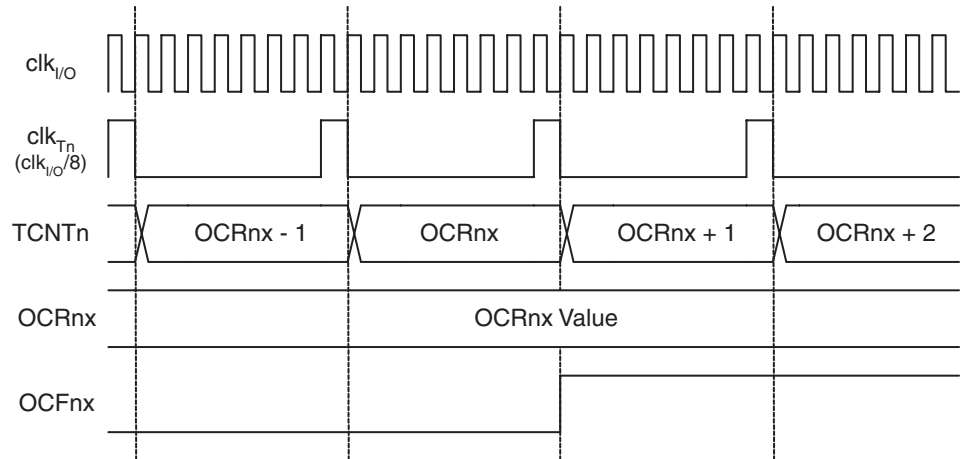 clkI/O
clkTn
(clkI/O/8)
TCNTn
OCRnx - 1
OCRnx
OCRnx + 1
OCRnx + 2
OCRnx
OCRnx Value
OCFnx